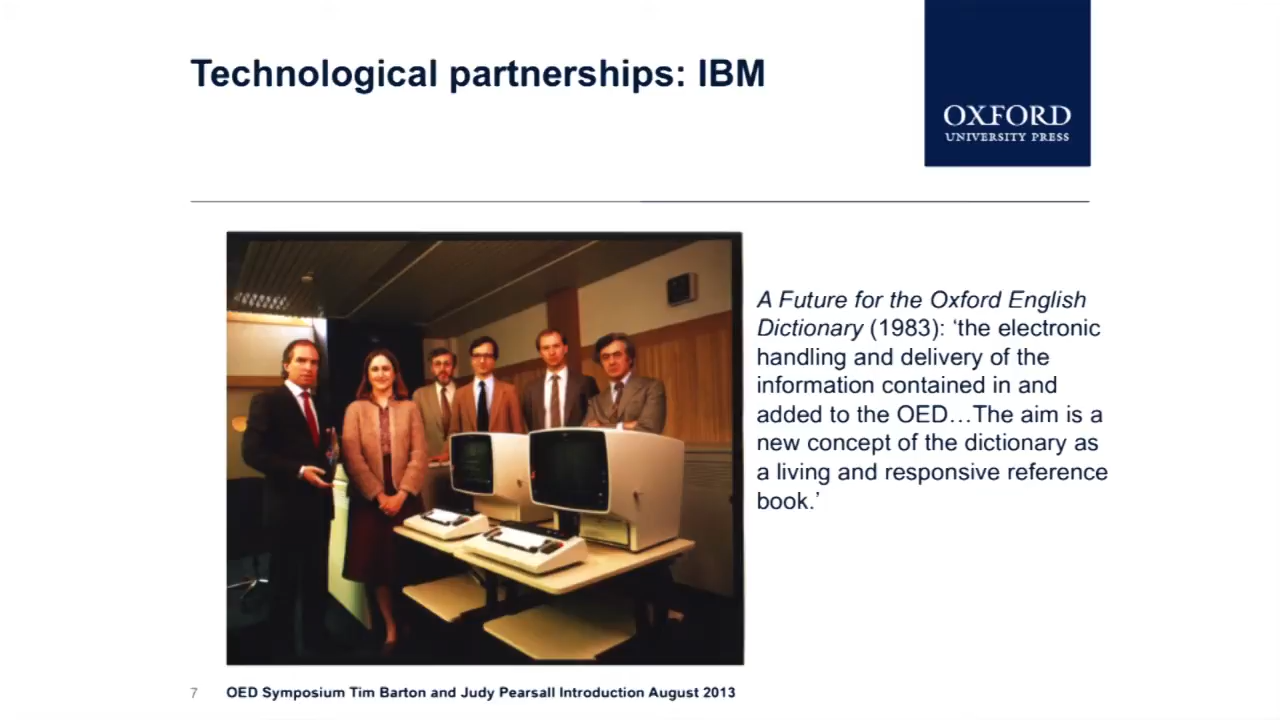 Technological partnerships: IBM
OXFORD
UNIVERSITY PRESS
A Future for the Oxford English
Dictionary (1983): ‘the electronic
handling and delivery of the
information contained in and
added to the OED…The aim is a
new concept of the dictionary as
a living and responsive reference
book.’
7 OED Symposium Tim Barton and Judy Pearsall Introduction August 2013